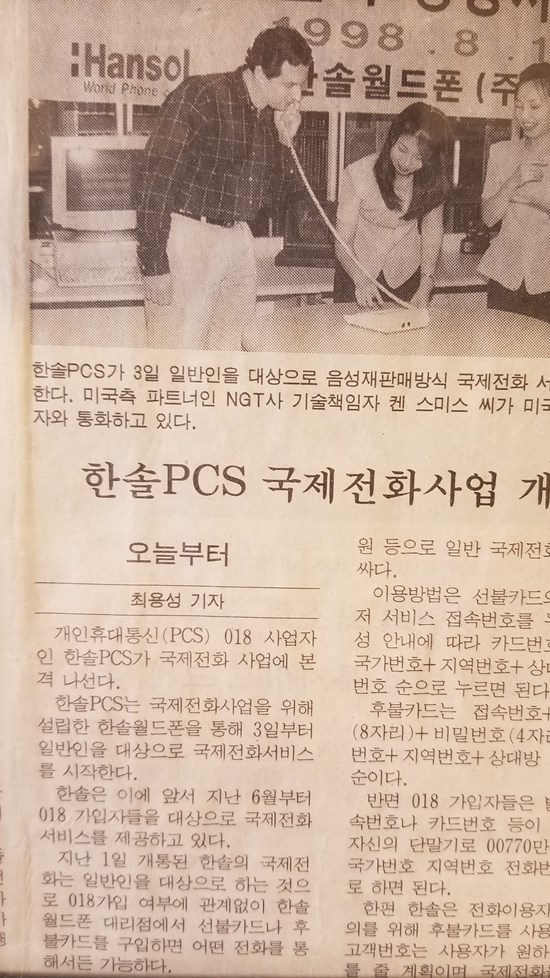 1998.8.1
Hansol
World Phone
한솔월드폰 (주
한솔PCS가 3일 일반인을 대상으로 음성재판매방식 국제전화 서
한다. 미국측 파트너인 NGT사 기술책임자 켄 스미스 씨가 미국
자와 통화하고 있다.
한솔PCS 국제전화사업 개
오늘부터
최용성 기자
개인휴대통신(PCS) 018 사업자
인 한솔PCS가 국제전화 사업에 본
격 나선다.
한솔PCS는 국제전화사업을 위해
설립한 한솔월드폰을 통해 3일부터
일반인을 대상으로 국제전화서비스
를 시작한다.
한솔은 이에 앞서 지난 6월부터
018 가입자들을 대상으로 국제전화
서비스를 제공하고 있다.
지난 1일 개통된 한솔의 국제전
화는 일반인을 대상으로 하는 것으
로 018가입 여부에 관계없이 한솔
월드폰 대리점에서 선불카드나 후
불카드를 구입하면 어떤 전화를 통
해서든 가능하다.
원 등으로 일반 국제전화
싸다.
이용방법은 선불카드의
저 서비스 접속번호를 누
성 안내에 따라 카드번호
국가번호+지역번호+상대
번호 순으로 누르면 된다
후불카드는 접속번호+
(8자리)+비밀번호(4자리
번호+지역번호+상대방
순이다.
반면 018 가입자들은 별
속번호나 카드번호 등이
자신의 단말기로 00770만
국가번호 지역번호 전화번
로 하면 된다.
한편 한솔은 전화이용자
의를 위해 후불카드를 사용
고객번호는 사용자가 원하
를 줄 계획이며 국제전화